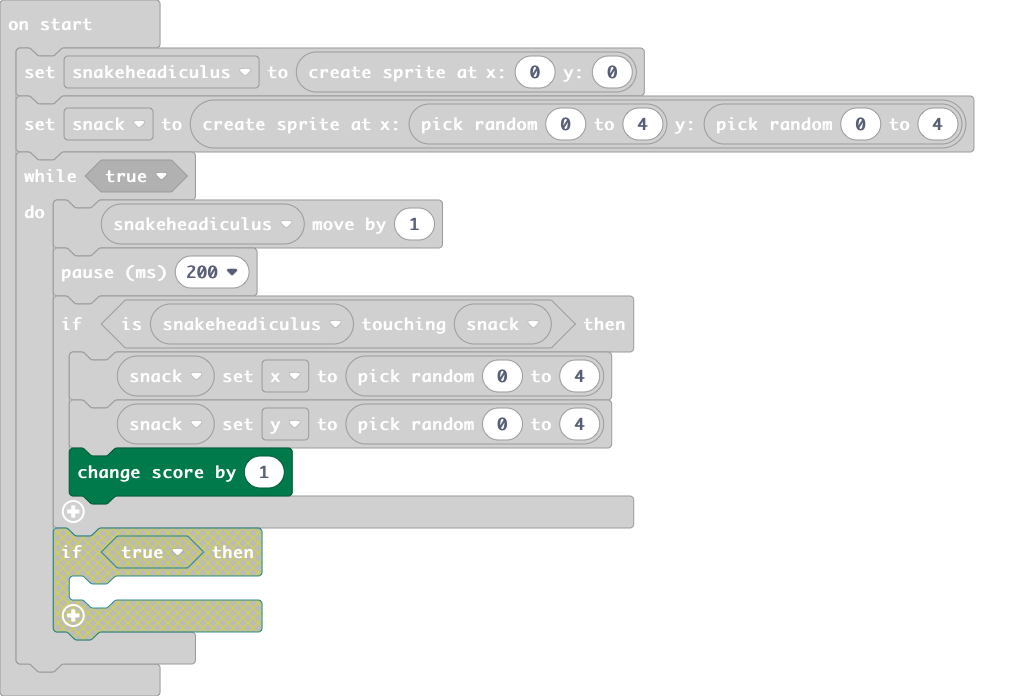 on start
set snakeheadiculus to create sprite at x: 0 y: 0
set snack to create sprite at x: pick random 0 to 4 y: pick random 0 to 4
while true
do
snakeheadiculus move by 1
pause (ms) 200
if is snakeheadiculus touching snack then
snack set x to pick random 0 to 4
snack set y to pick random 0 to 4
change score by 1
if true then